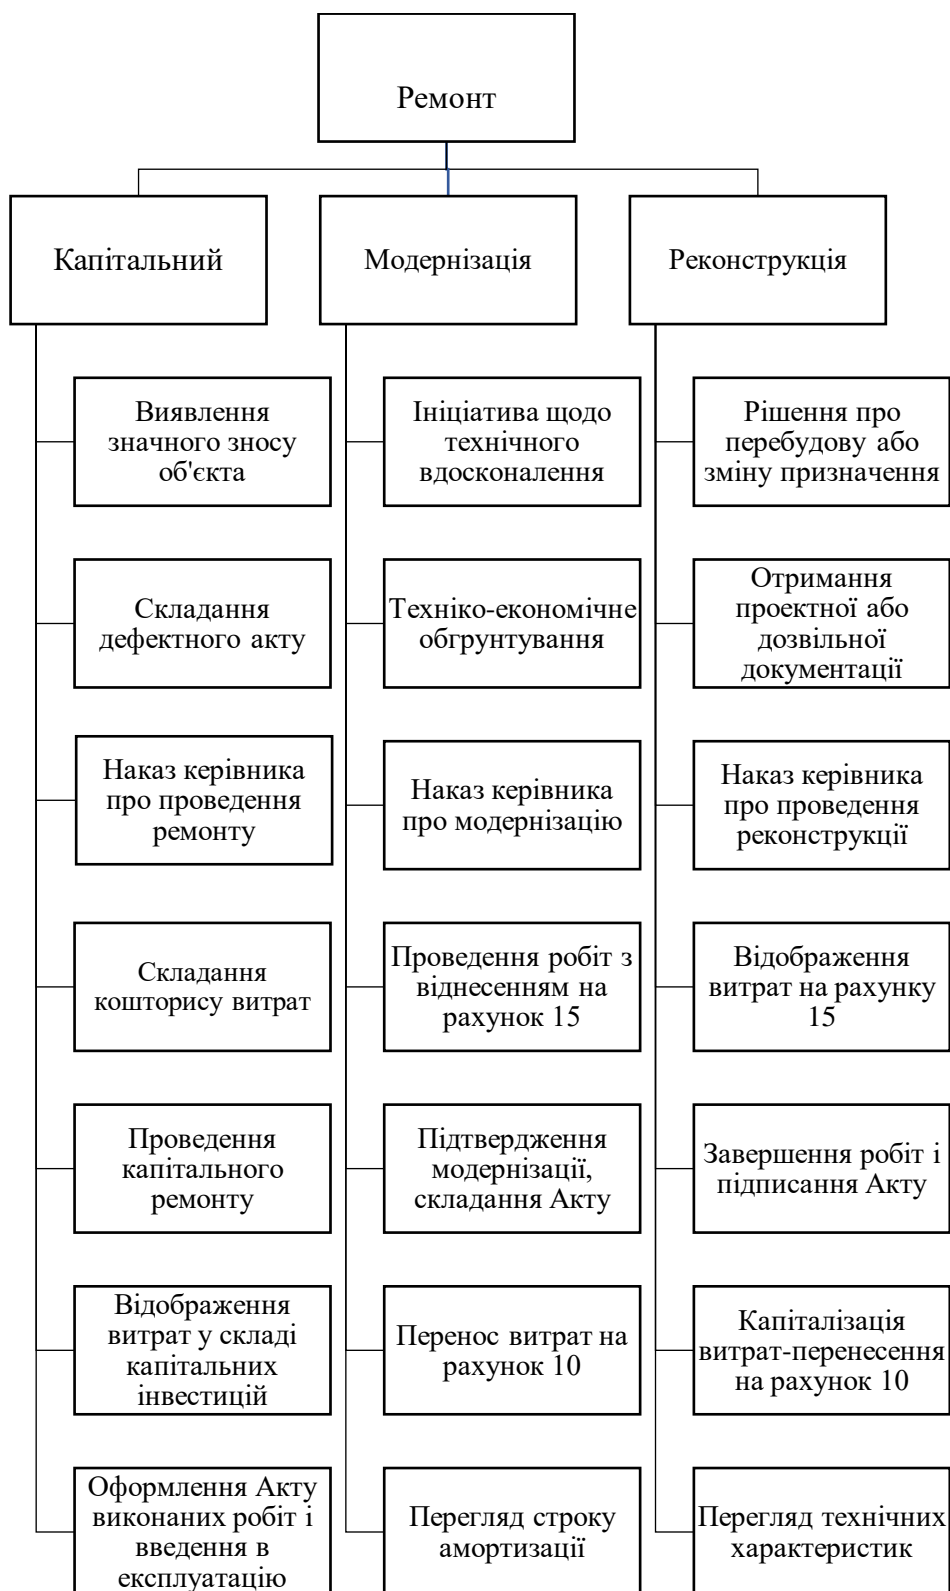 Ремонт
Капітальний
Модернізація
Реконструкція
Виявлення
значного зносу
об'єкта
Складання
дефектного акту
Наказ керівника
про проведення
ремонту
Складання
кошторису витрат
Проведення
капітального
ремонту
Відображення
витрат у складі
капітальних
інвестицій
Оформлення Акту
виконаних робіт і
введення в
експлуатацію
Ініціатива щодо
технічного
вдосконалення
Техніко-економічне
обгрунтування
Наказ керівника
про модернізацію
Проведення робіт з
віднесенням на
рахунок 15
Підтвердження
модернізації,
складання Акту
Перенос витрат на
рахунок 10
Перегляд строку
амортизації
Рішення про
перебудову або
зміну призначення
Отримання
проектної або
дозвільної
документації
Наказ керівника
про проведення
реконструкції
Відображення
витрат на рахунку
15
Завершення робіт і
підписання Акту
Капіталізація
витрат-перенесення
на рахунок 10
Перегляд технічних
характеристик